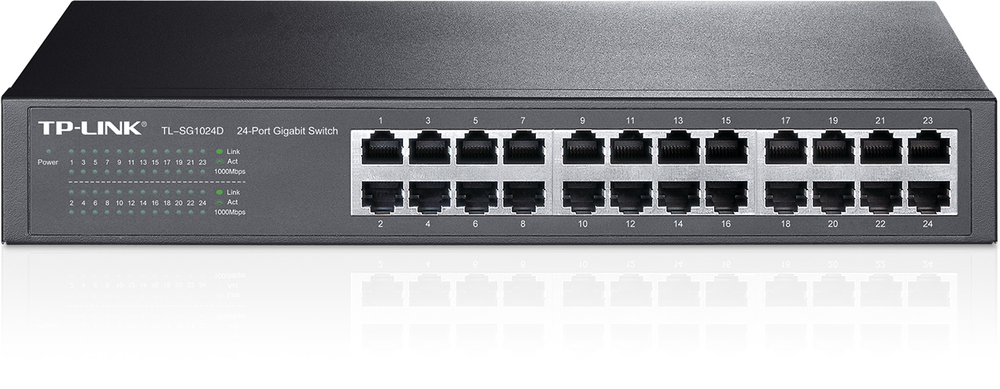 TP-LINK® TL-SG1024D 24-Port Gigabit Switch
Power
Link
1 3 5 7 9 11 13 15 17 19 21 23 Act
1000Mbps
Link
2 4 6 8 10 12 14 16 18 20 22 24 Act
1000Mbps
1 3 5 7 9 11 13 15 17 19 21 23
2 4 6 8 10 12 14 16 18 20 22 24